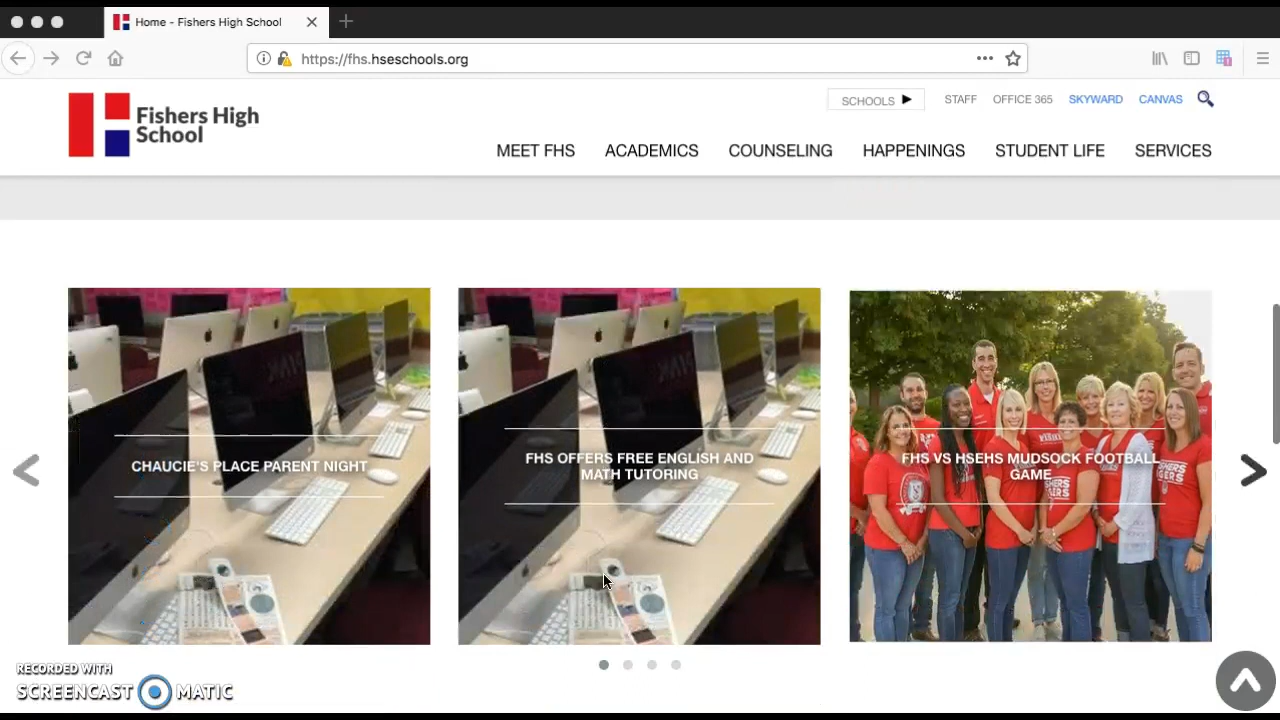 Home - Fishers High School
https://fhs.hseschools.org
Fishers High
School
SCHOOLS
STAFF
OFFICE 365
SKYWARD
CANVAS
MEET FHS
ACADEMICS
COUNSELING
HAPPENINGS
STUDENT LIFE
SERVICES
CHAUCIE'S PLACE PARENT NIGHT
FHS OFFERS FREE ENGLISH AND
MATH TUTORING
FHS VS HSEHS MUDSOCK FOOTBALL
GAME
RECORDED WITH
SCREENCAST MATIC